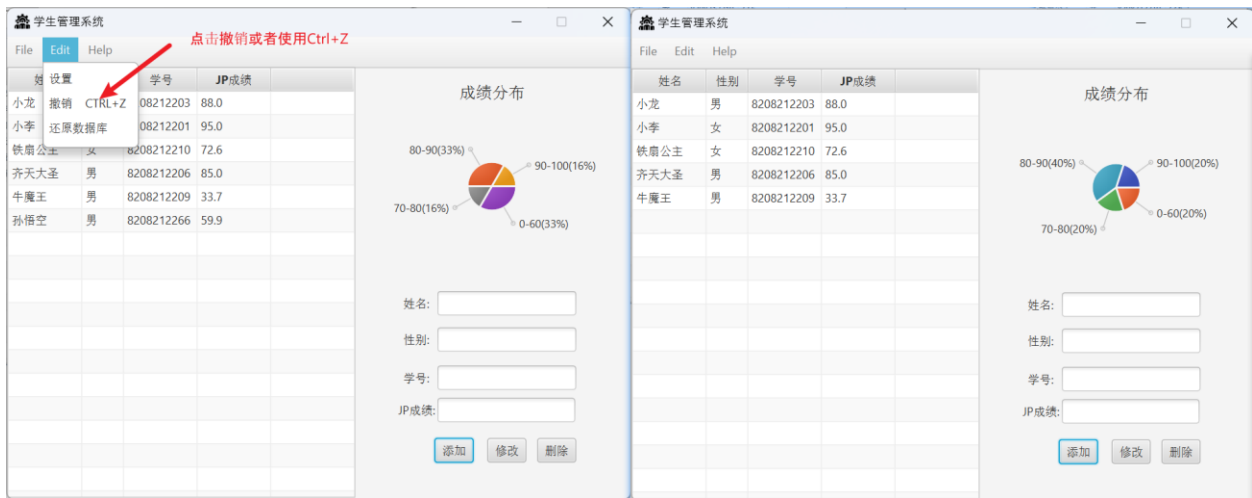 学生管理系统
File Edit Help
点击撤销或者使用Ctrl+Z
设置
撤销 CTRL+Z
还原数据库
姓 学号 JP成绩
小龙 08212203 88.0
小李 08212201 95.0
铁扇公主 女 8208212210 72.6
齐天大圣 男 8208212206 85.0
牛魔王 男 8208212209 33.7
孙悟空 男 8208212266 59.9
成绩分布
80-90(33%)
90-100(16%)
70-80(16%)
0-60(33%)
姓名:
性别:
学号:
JP成绩:
添加 修改 删除
学生管理系统
File Edit Help
姓名 性别 学号 JP成绩
小龙 男 8208212203 88.0
小李 女 8208212201 95.0
铁扇公主 女 8208212210 72.6
齐天大圣 男 8208212206 85.0
牛魔王 男 8208212209 33.7
成绩分布
80-90(40%)
90-100(20%)
0-60(20%)
70-80(20%)
姓名:
性别:
学号:
JP成绩:
添加 修改 删除